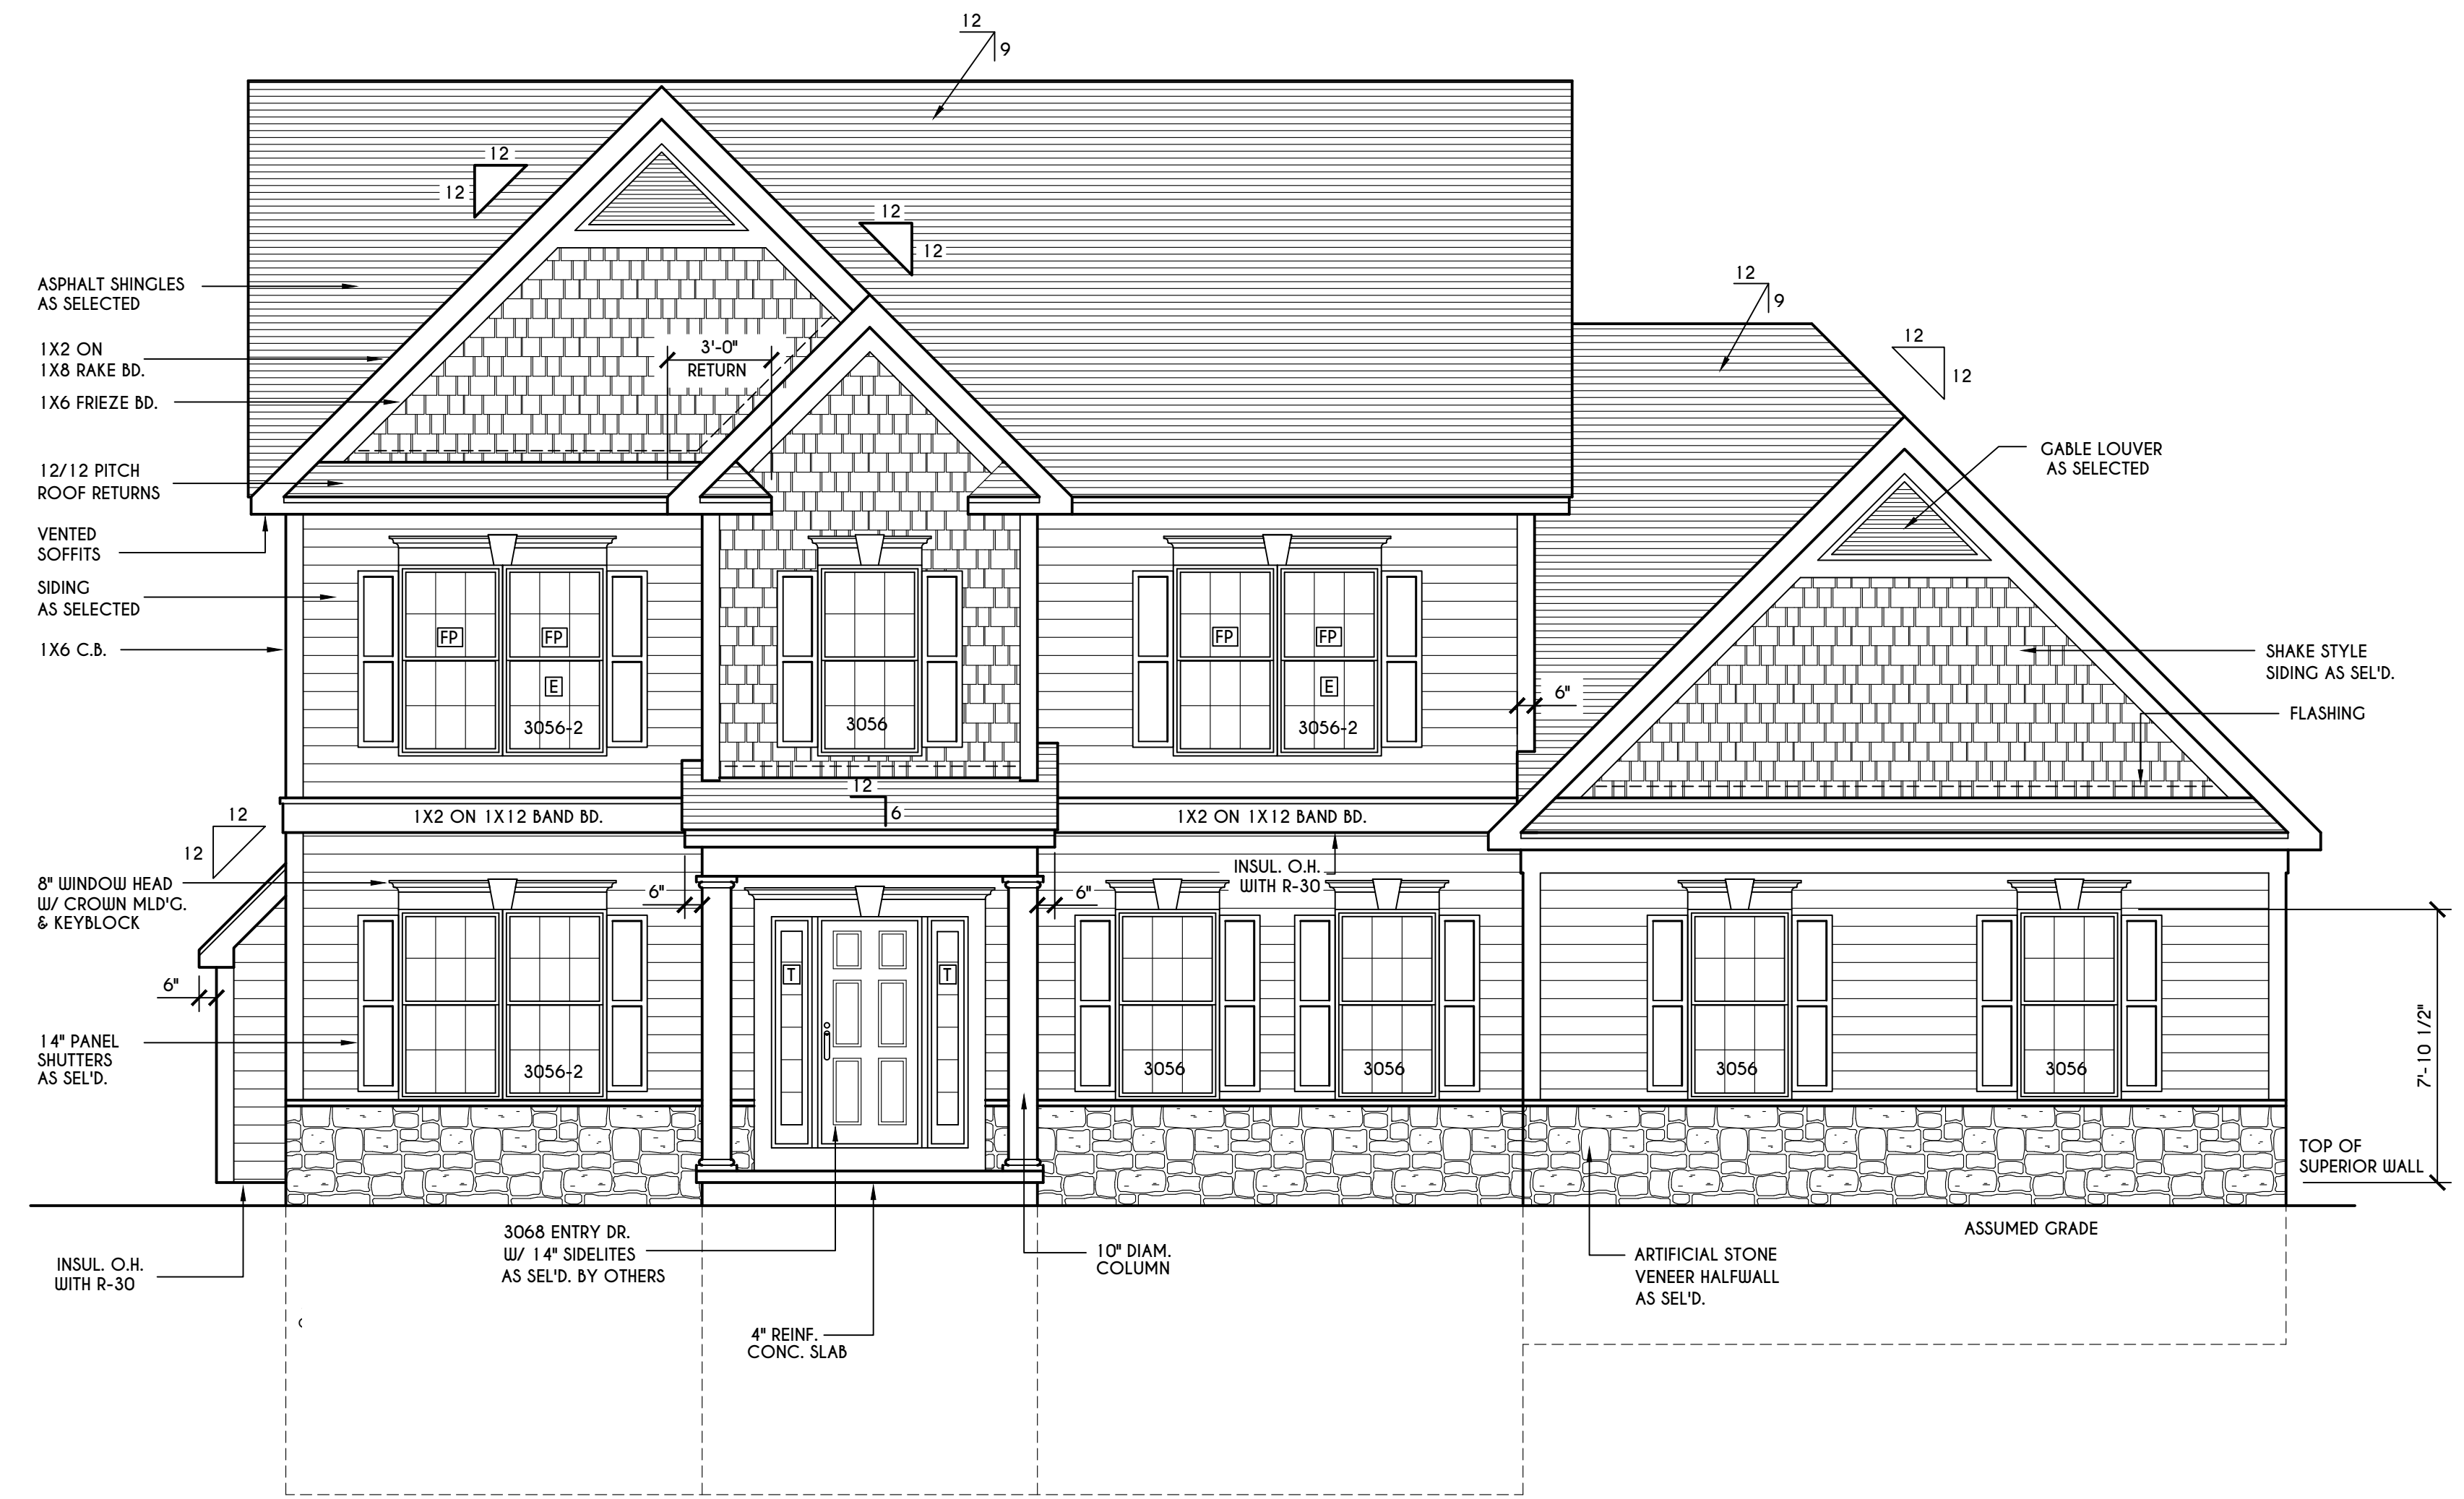 12
9
12
12
12
12
ASPHALT SHINGLES
AS SELECTED
12
9
12
12
1X2 ON
1X8 RAKE BD.
3'-0"
RETURN
1X6 FRIEZE BD.
GABLE LOUVER
AS SELECTED
12/12 PITCH
ROOF RETURNS
VENTED
SOFFITS
SIDING
AS SELECTED
FP
FP
FP
FP
1X6 C.B.
SHAKE STYLE
SIDING AS SEL'D.
E
E
6"
3056-2
3056
3056-2
FLASHING
12
6
12
12
1X2 ON 1X12 BAND BD.
1X2 ON 1X12 BAND BD.
INSUL. O.H.
WITH R-30
8" WINDOW HEAD
W/ CROWN MLD'G.
& KEYBLOCK
6"
6"
T
T
6"
14" PANEL
SHUTTERS
AS SEL'D.
3056-2
3056
3056
3056
3056
7'-10 1/2"
TOP OF
SUPERIOR WALL
ASSUMED GRADE
3068 ENTRY DR.
W/ 14" SIDELITES
AS SEL'D. BY OTHERS
10" DIAM.
COLUMN
ARTIFICIAL STONE
VENEER HALFWALL
AS SEL'D.
INSUL. O.H.
WITH R-30
4" REINF.
CONC. SLAB